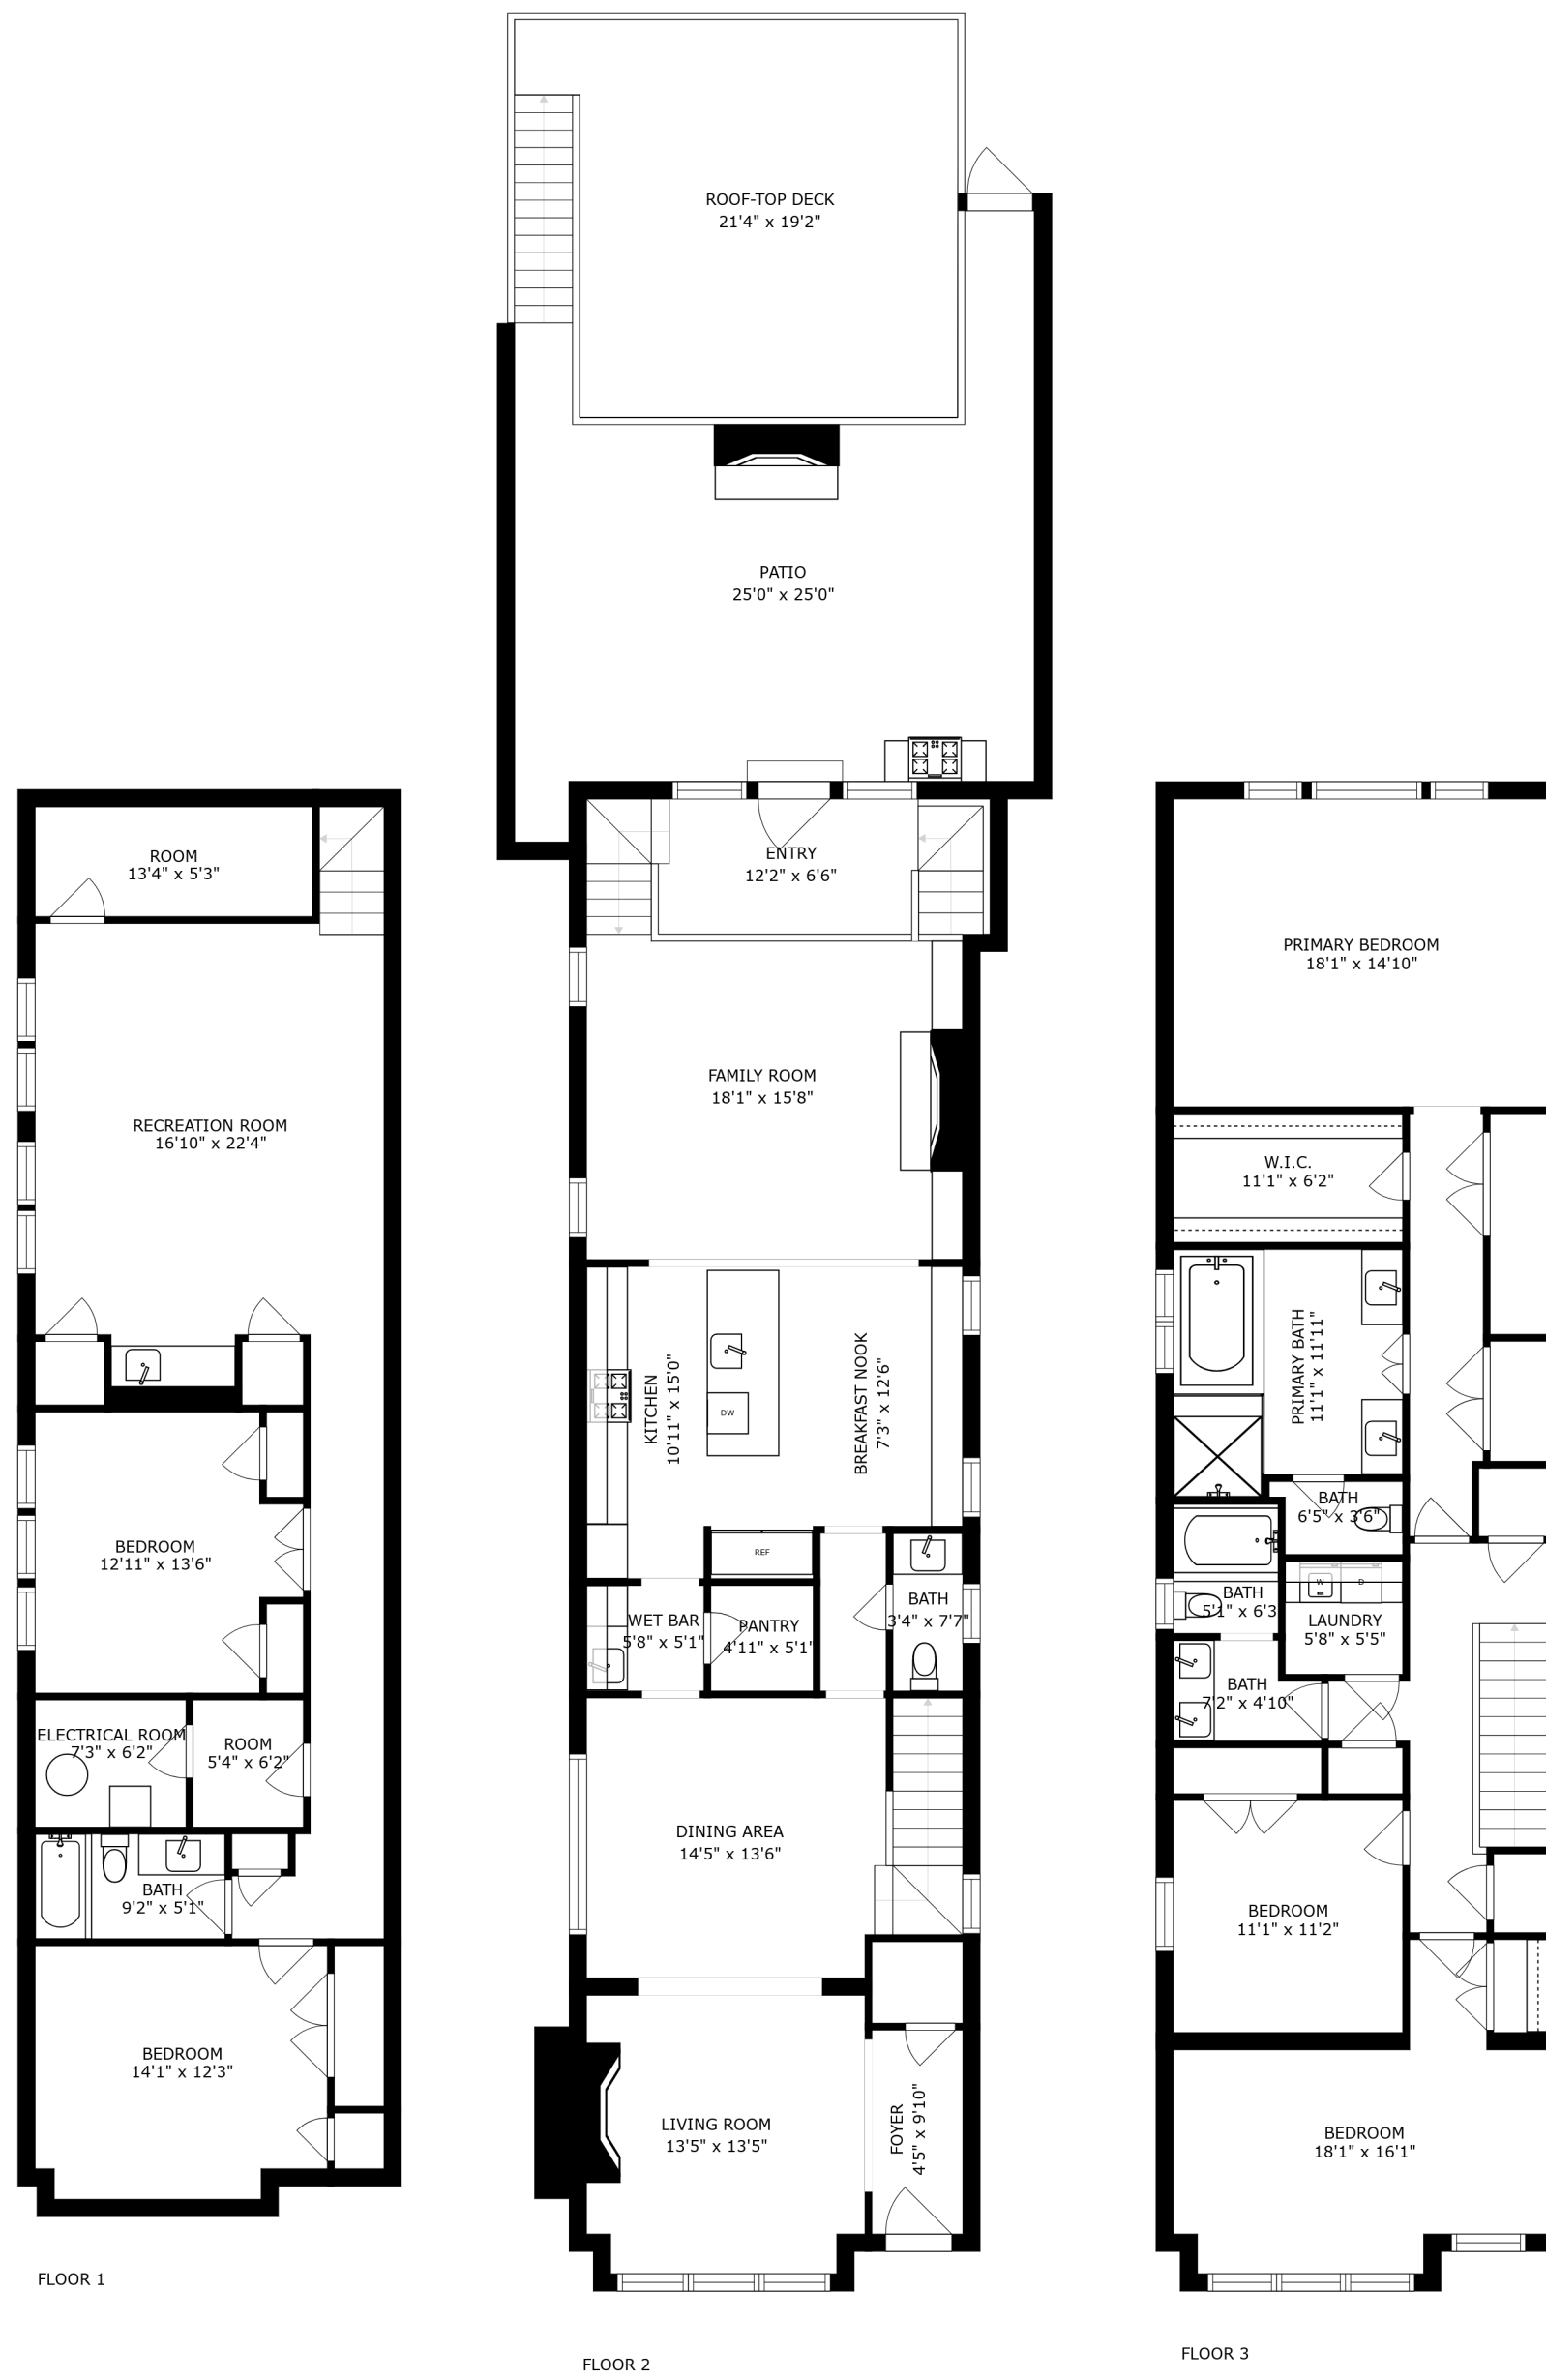 ROOM
13'4" x 5'3"
RECREATION ROOM
16'10" x 22'4"
BEDROOM
12'11" x 13'6"
ELECTRICAL ROOM
7'3" x 6'2"
ROOM
5'4" x 6'2"
BATH
9'2" x 5'1"
BEDROOM
14'1" x 12'3"
FLOOR 1
ROOF-TOP DECK
21'4" x 19'2"
PATIO
25'0" x 25'0"
ENTRY
12'2" x 6'6"
FAMILY ROOM
18'1" x 15'8"
KITCHEN
10'11" x 15'0"
DW
BREAKFAST NOOK
7'3" x 12'6"
REF
WET BAR
5'8" x 5'1"
PANTRY
4'11" x 5'1"
BATH
3'4" x 7'7"
DINING AREA
14'5" x 13'6"
LIVING ROOM
13'5" x 13'5"
FOYER
4'5" x 9'10"
FLOOR 2
PRIMARY BEDROOM
18'1" x 14'10"
W.I.C.
11'1" x 6'2"
PRIMARY BATH
11'1" x 11'11"
BATH
6'5" x 3'6"
BATH
5'1" x 6'3"
W
D
LAUNDRY
5'8" x 5'5"
BATH
7'2" x 4'10"
BEDROOM
11'1" x 11'2"
BEDROOM
18'1" x 16'1"
FLOOR 3